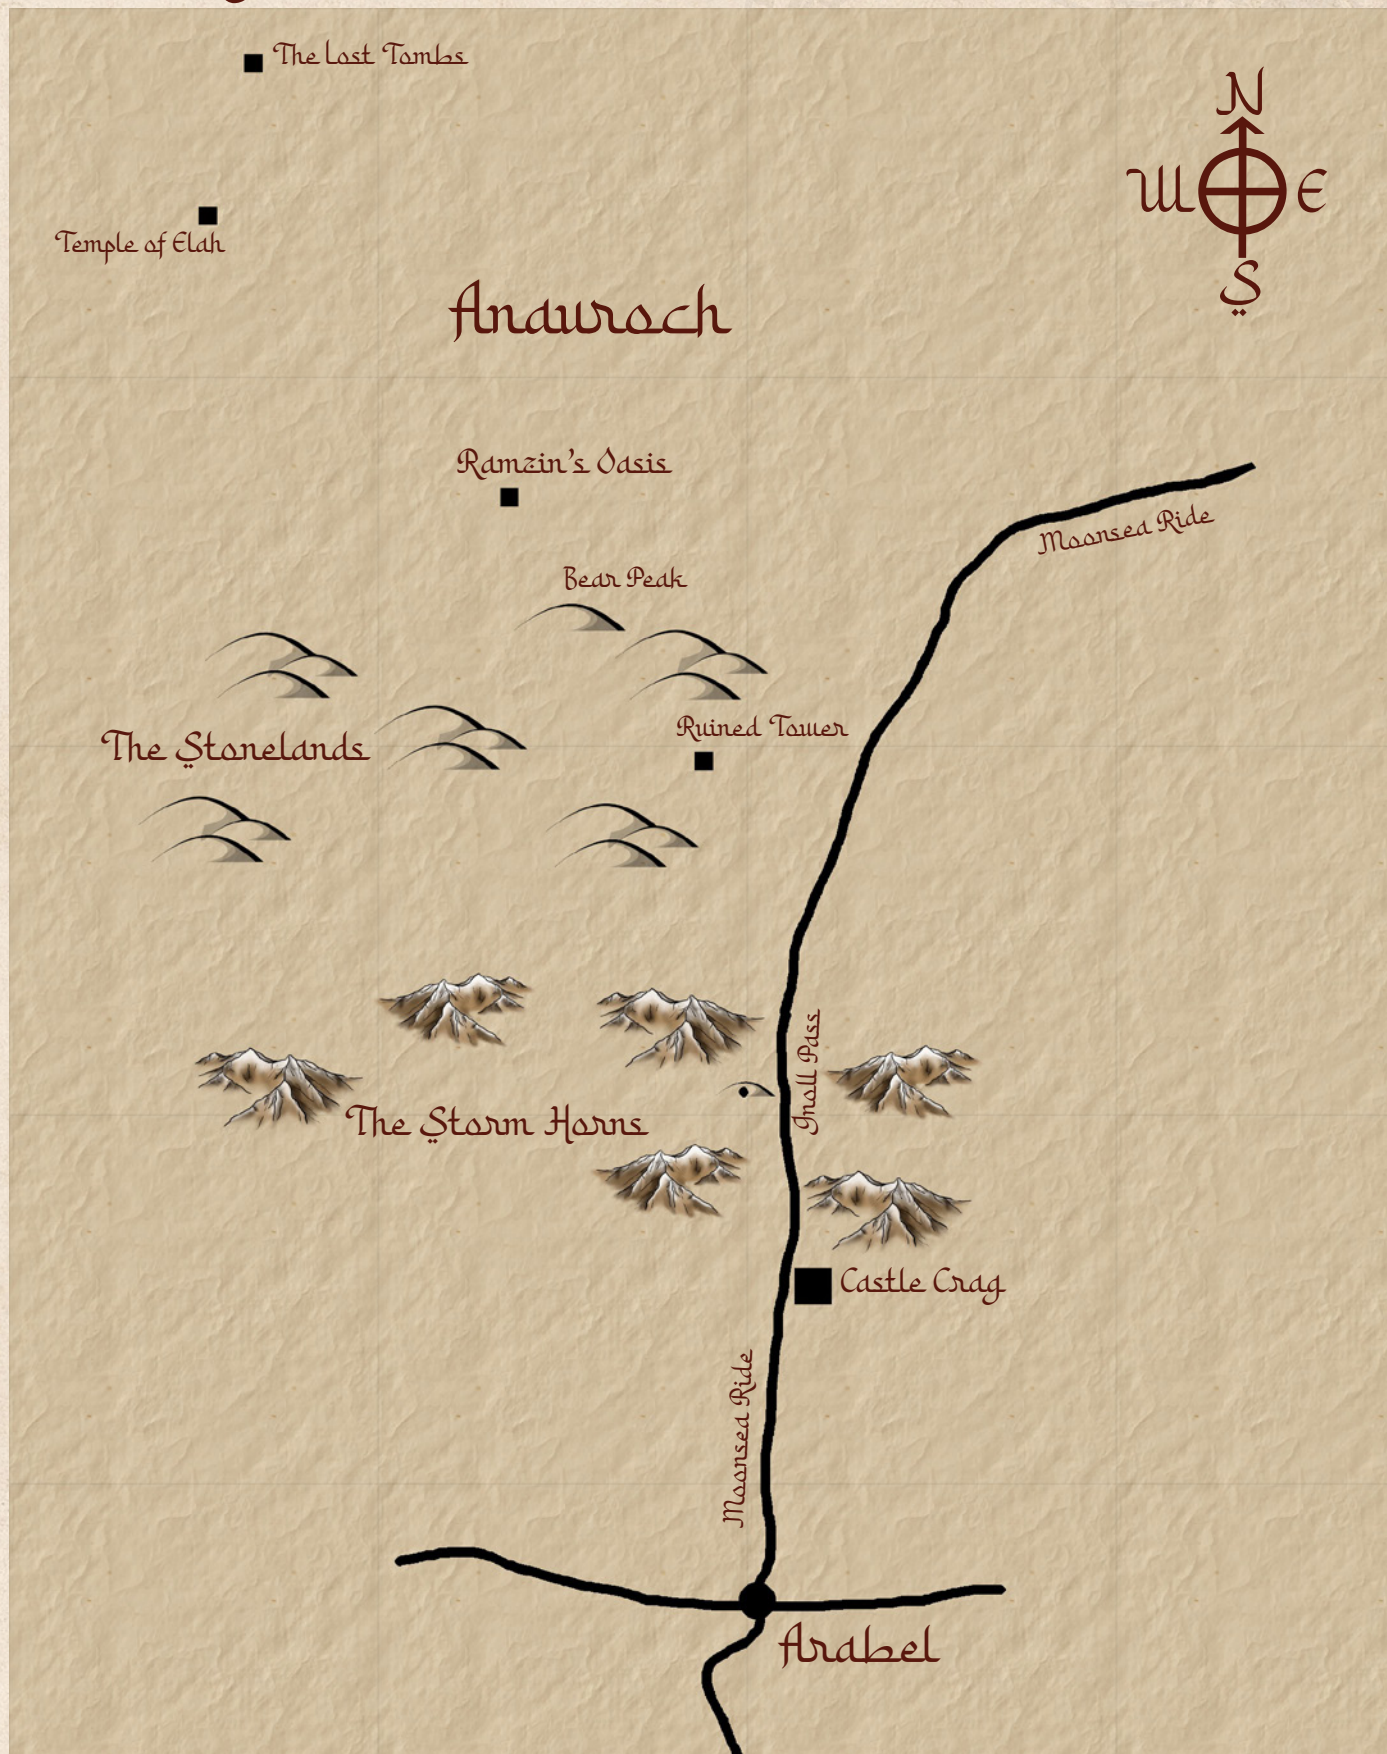 The Lost Tombs
N
W
E
S
Temple of Elah
Anauroch
Ramzin's Oasis
Moonsea Ride
Bear Peak
Ruined Tower
The Stonelands
Gnoll Pass
The Storm Horns
Castle Crag
Moonsea Ride
Arabel